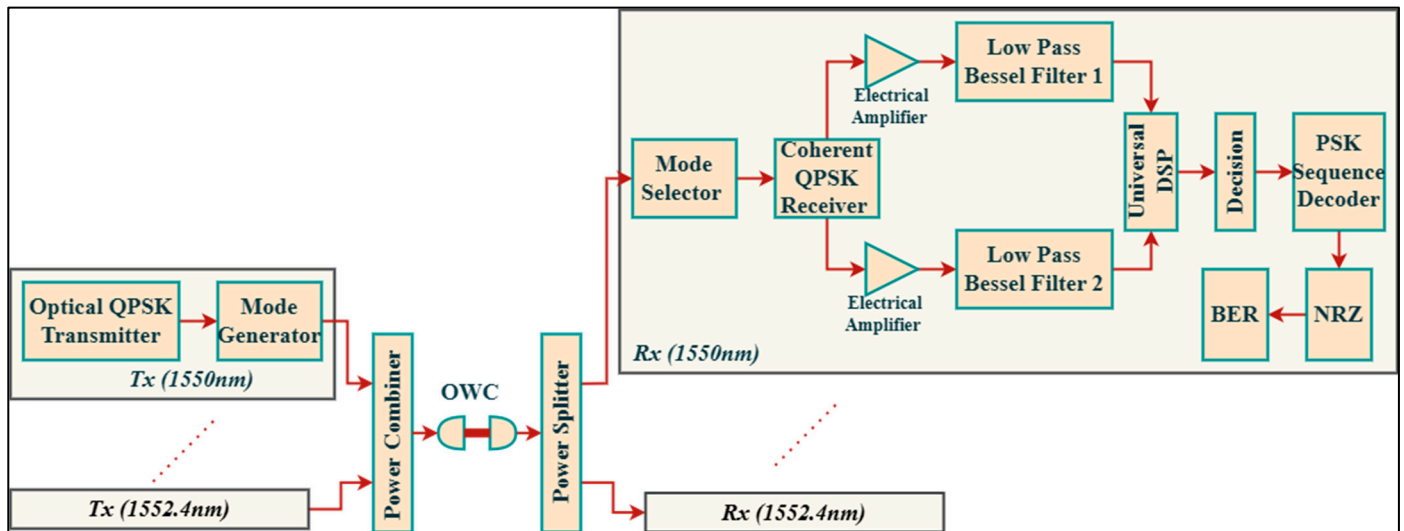 Optical QPSK
Transmitter
Mode
Generator
Tx (1550nm)
Tx (1552.4nm)
Power Combiner
OWC
Power Splitter
Mode
Selector
Coherent
QPSK
Receiver
Electrical
Amplifier
Low Pass
Bessel Filter 1
Electrical
Amplifier
Low Pass
Bessel Filter 2
Universal
DSP
Decision
PSK
Sequence
Decoder
NRZ
BER
Rx (1550nm)
Rx (1552.4nm)